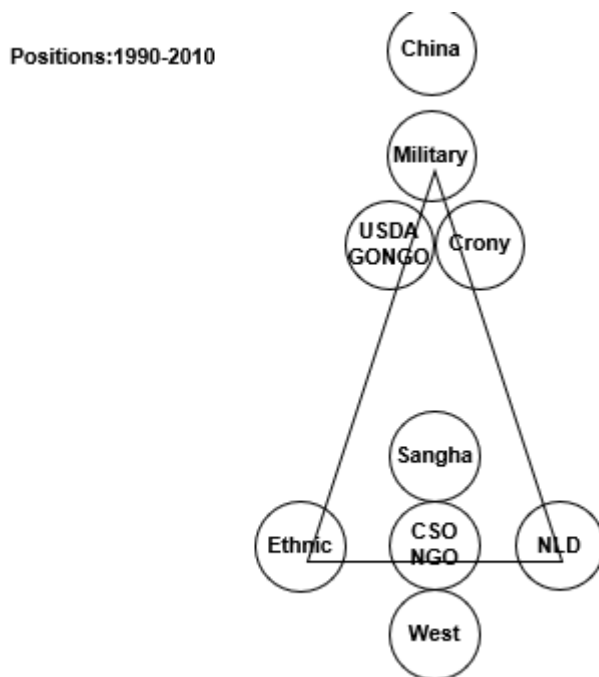 China
Positions:1990-2010
Military
USDA
GONGO
Crony
Sangha
Ethnic
CSO
NGO
NLD
West